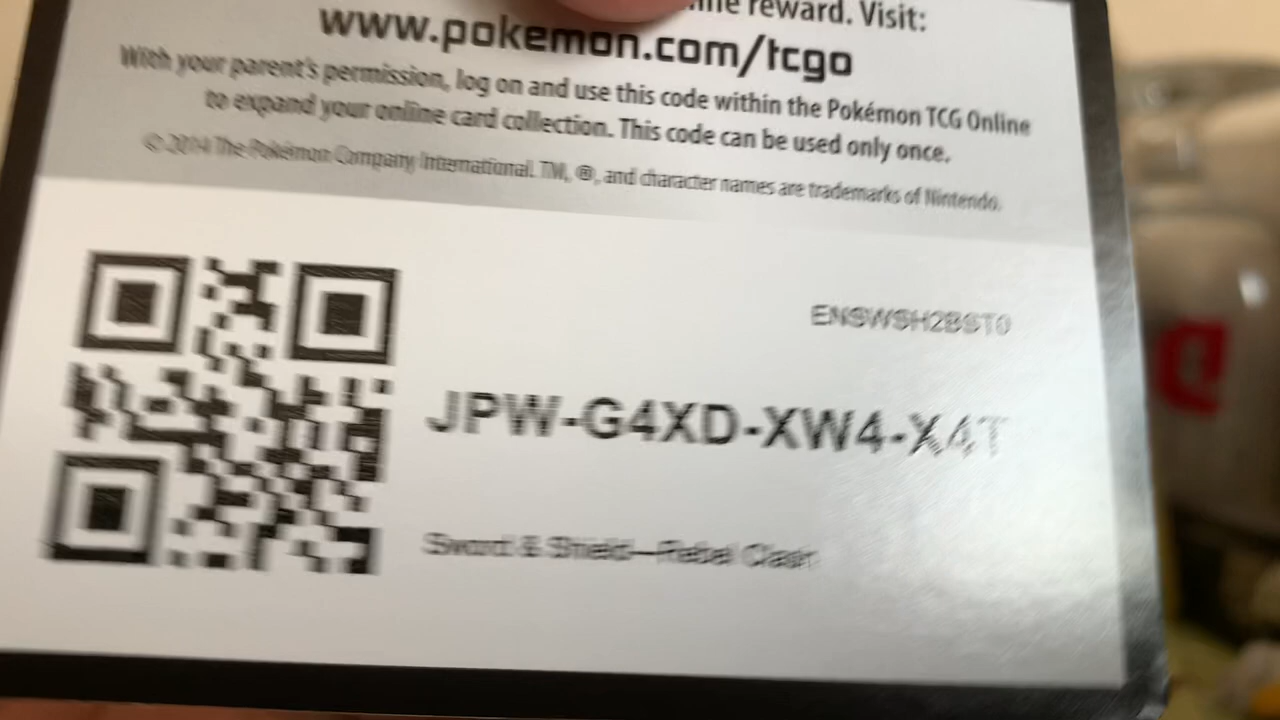 reward. Visit:
www.pokemon.com/tcgo
With your parent's permission, log on and use this code within the Pokémon TCG Online
to expand your online card collection. This code can be used only once.
© 2014 The Pokémon Company International. TM, ®, and character names are trademarks of Nintendo.
ENSWSH2BST0
JPW-G4XD-XW4-X4T
Sword & Shield—Rebel Clash